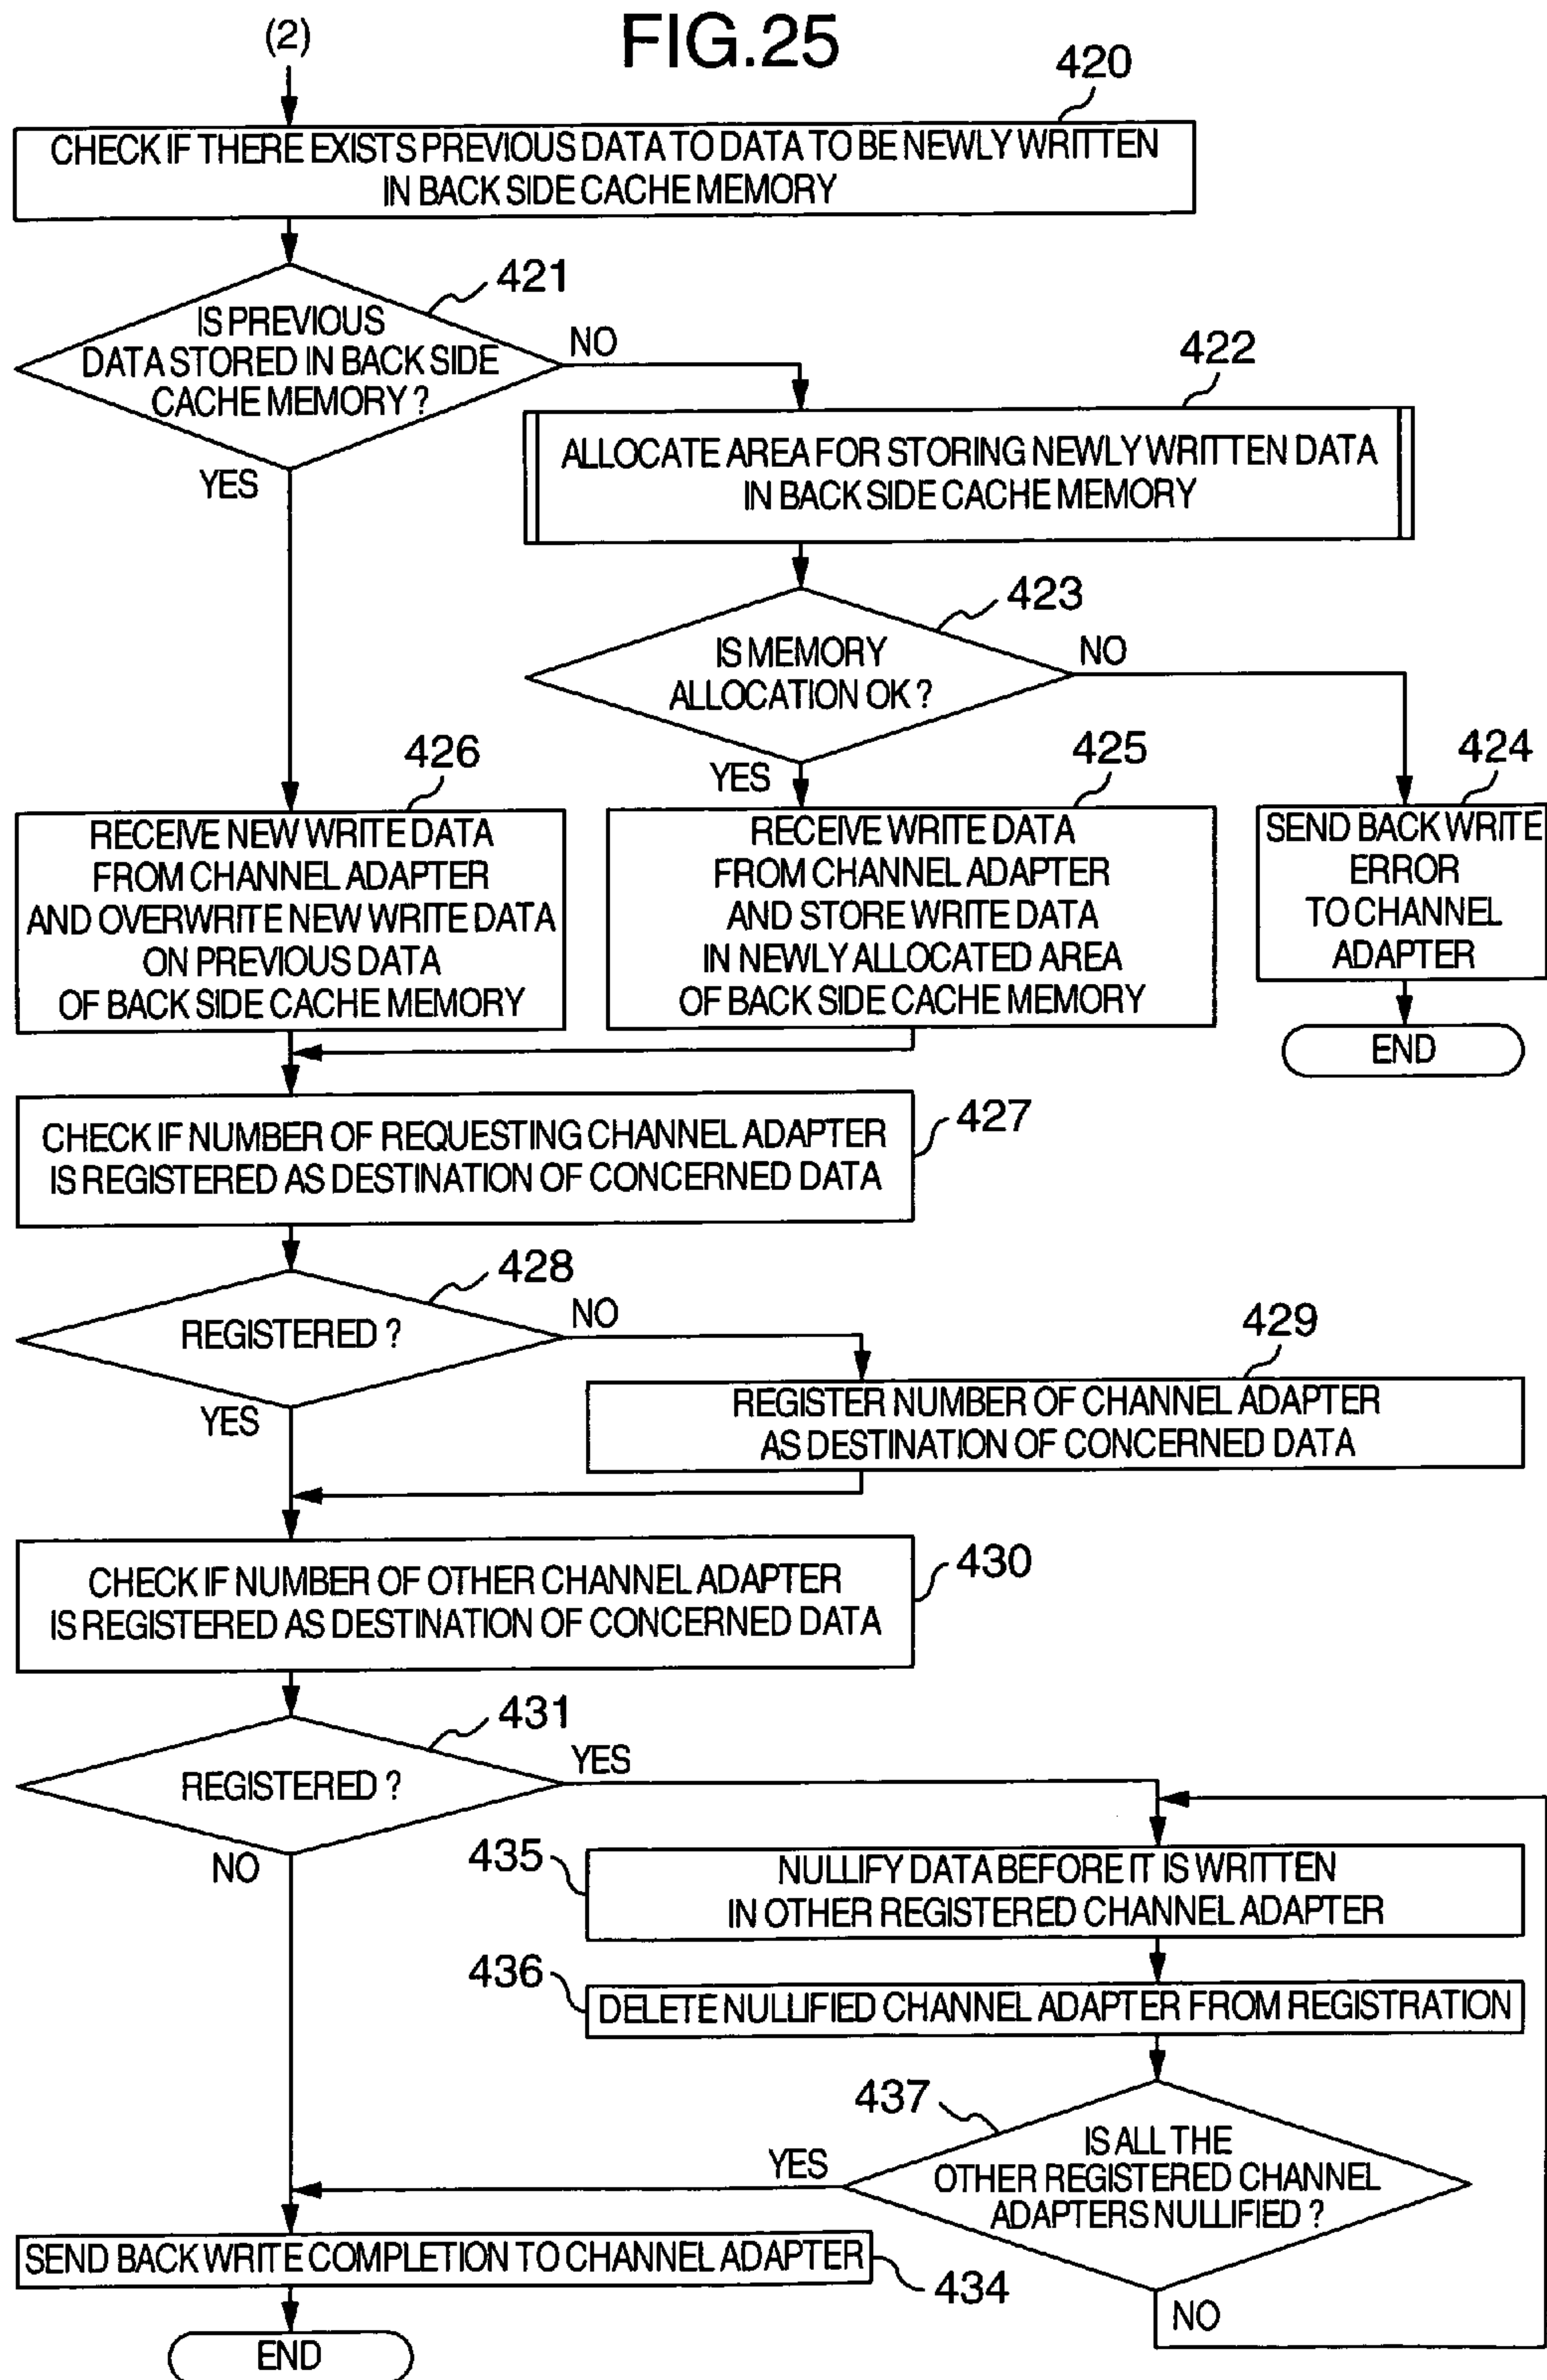 (2)
FIG.25
420
CHECK IF THERE EXISTS PREVIOUS DATA TO DATA TO BE NEWLY WRITTEN
IN BACK SIDE CACHE MEMORY
421
IS PREVIOUS
DATA STORED IN BACK SIDE
CACHE MEMORY ?
NO
YES
422
ALLOCATE AREA FOR STORING NEWLY WRITTEN DATA
IN BACK SIDE CACHE MEMORY
423
IS MEMORY
ALLOCATION OK ?
NO
YES
426
RECEIVE NEW WRITE DATA
FROM CHANNEL ADAPTER
AND OVERWRITE NEW WRITE DATA
ON PREVIOUS DATA
OF BACK SIDE CACHE MEMORY
425
RECEIVE WRITE DATA
FROM CHANNEL ADAPTER
AND STORE WRITE DATA
IN NEWLY ALLOCATED AREA
OF BACK SIDE CACHE MEMORY
424
SEND BACK WRITE
ERROR
TO CHANNEL
ADAPTER
END
CHECK IF NUMBER OF REQUESTING CHANNEL ADAPTER
IS REGISTERED AS DESTINATION OF CONCERNED DATA
427
428
REGISTERED ?
NO
YES
429
REGISTER NUMBER OF CHANNEL ADAPTER
AS DESTINATION OF CONCERNED DATA
CHECK IF NUMBER OF OTHER CHANNEL ADAPTER
IS REGISTERED AS DESTINATION OF CONCERNED DATA
430
431
REGISTERED ?
YES
NO
435
NULLIFY DATA BEFORE IT IS WRITTEN
IN OTHER REGISTERED CHANNEL ADAPTER
436
DELETE NULLIFIED CHANNEL ADAPTER FROM REGISTRATION
437
IS ALL THE
OTHER REGISTERED CHANNEL
ADAPTERS NULLIFIED ?
YES
NO
SEND BACK WRITE COMPLETION TO CHANNEL ADAPTER
434
END